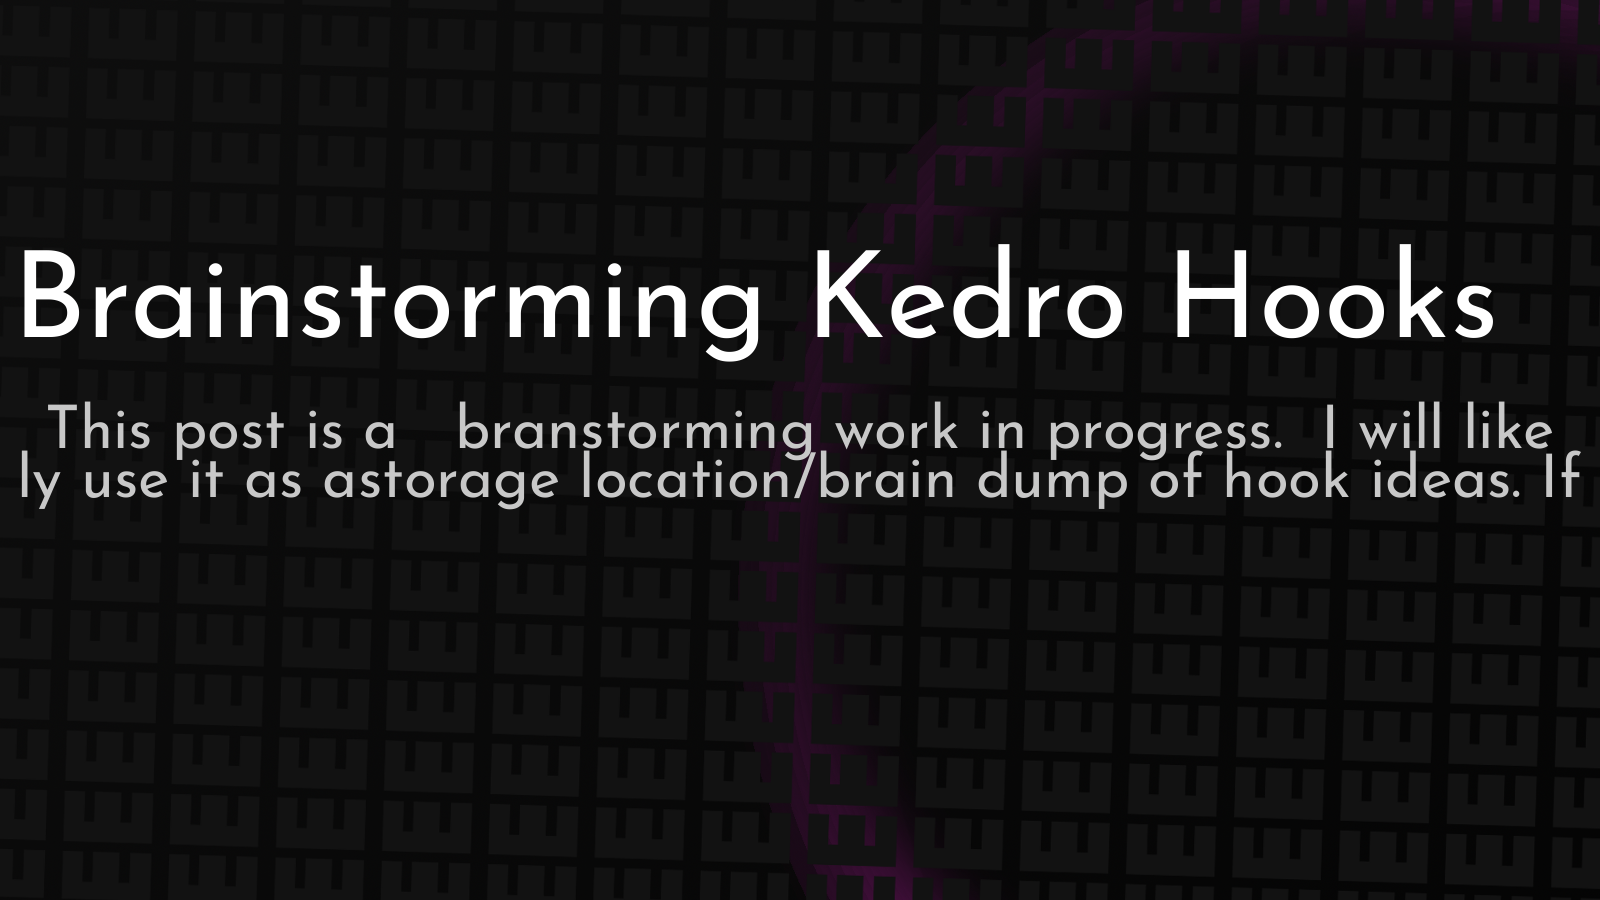 Brainstorming Kedro Hooks
This post is a branstorming work in progress. I will like
ly use it as astorage location/brain dump of hook ideas. If